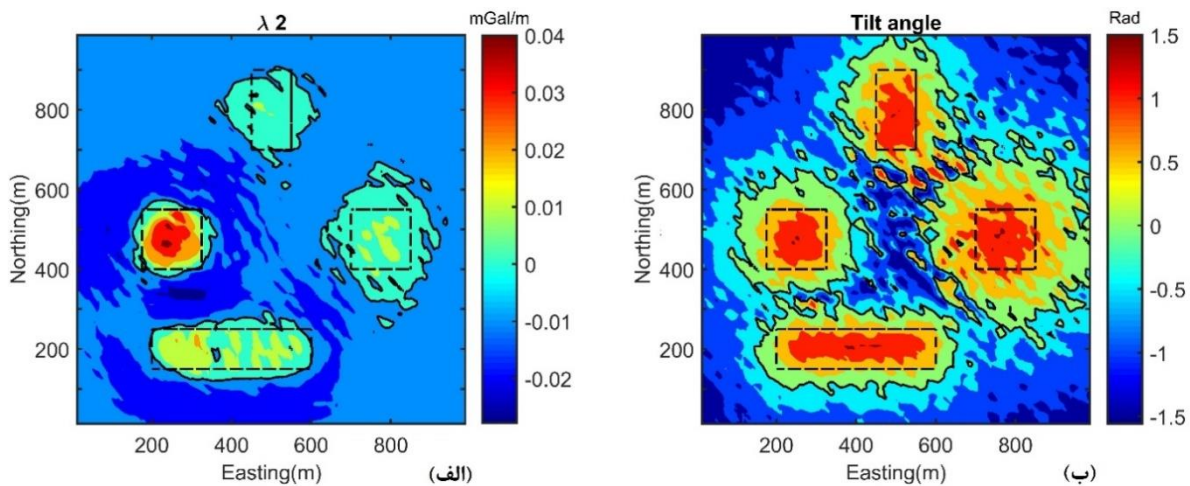 λ 2
mGal/m
0.04
0.03
0.02
0.01
0
-0.01
-0.02
Northing(m)
800
600
400
200
200 400 600 800
Easting(m)
(الف)
Tilt angle
Rad
1.5
1
0.5
0
-0.5
-1
-1.5
Northing(m)
800
600
400
200
200 400 600 800
Easting(m)
(ب)